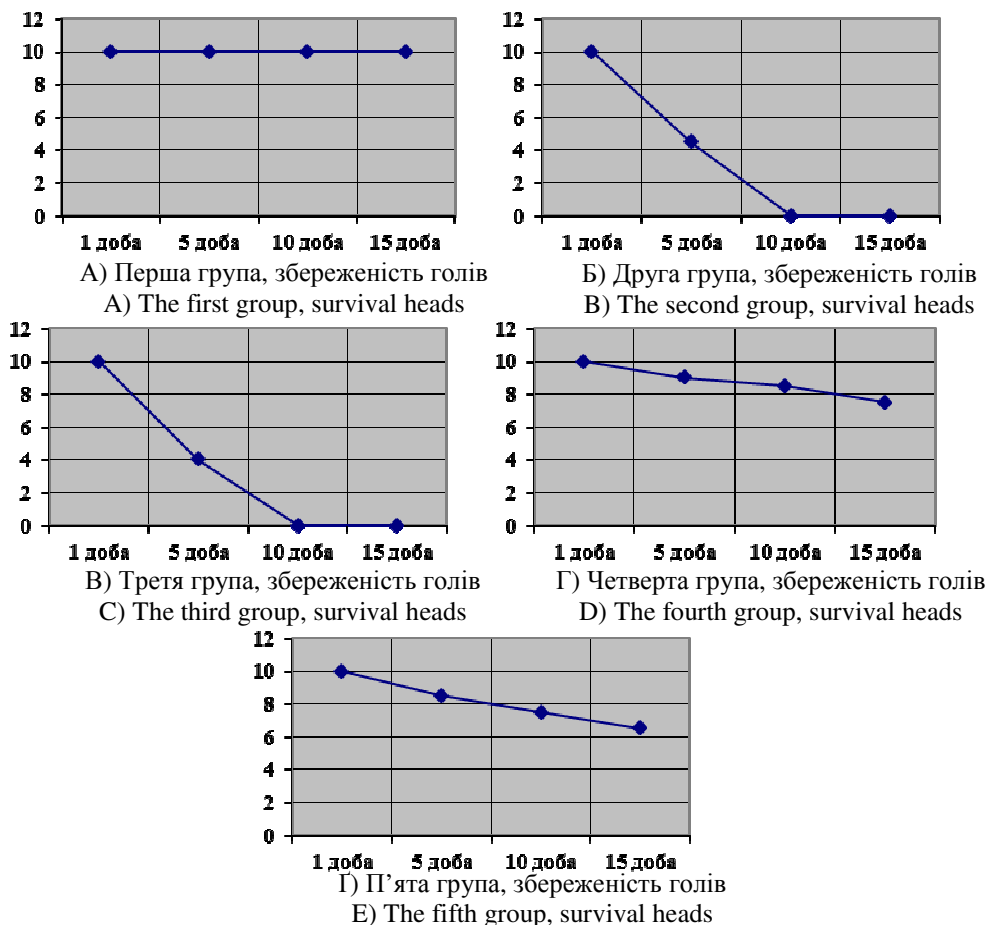 12
10
8
6
4
2
0
1 доба 5 доба 10 доба 15 доба
А) Перша група, збереженість голів
A) The first group, survival heads
12
10
8
6
4
2
0
1 доба 5 доба 10 доба 15 доба
Б) Друга група, збереженість голів
B) The second group, survival heads
12
10
8
6
4
2
0
1 доба 5 доба 10 доба 15 доба
В) Третя група, збереженість голів
C) The third group, survival heads
12
10
8
6
4
2
0
1 доба 5 доба 10 доба 15 доба
Г) Четверта група, збереженість голів
D) The fourth group, survival heads
12
10
8
6
4
2
0
1 доба 5 доба 10 доба 15 доба
Ґ) П’ята група, збереженість голів
E) The fifth group, survival heads